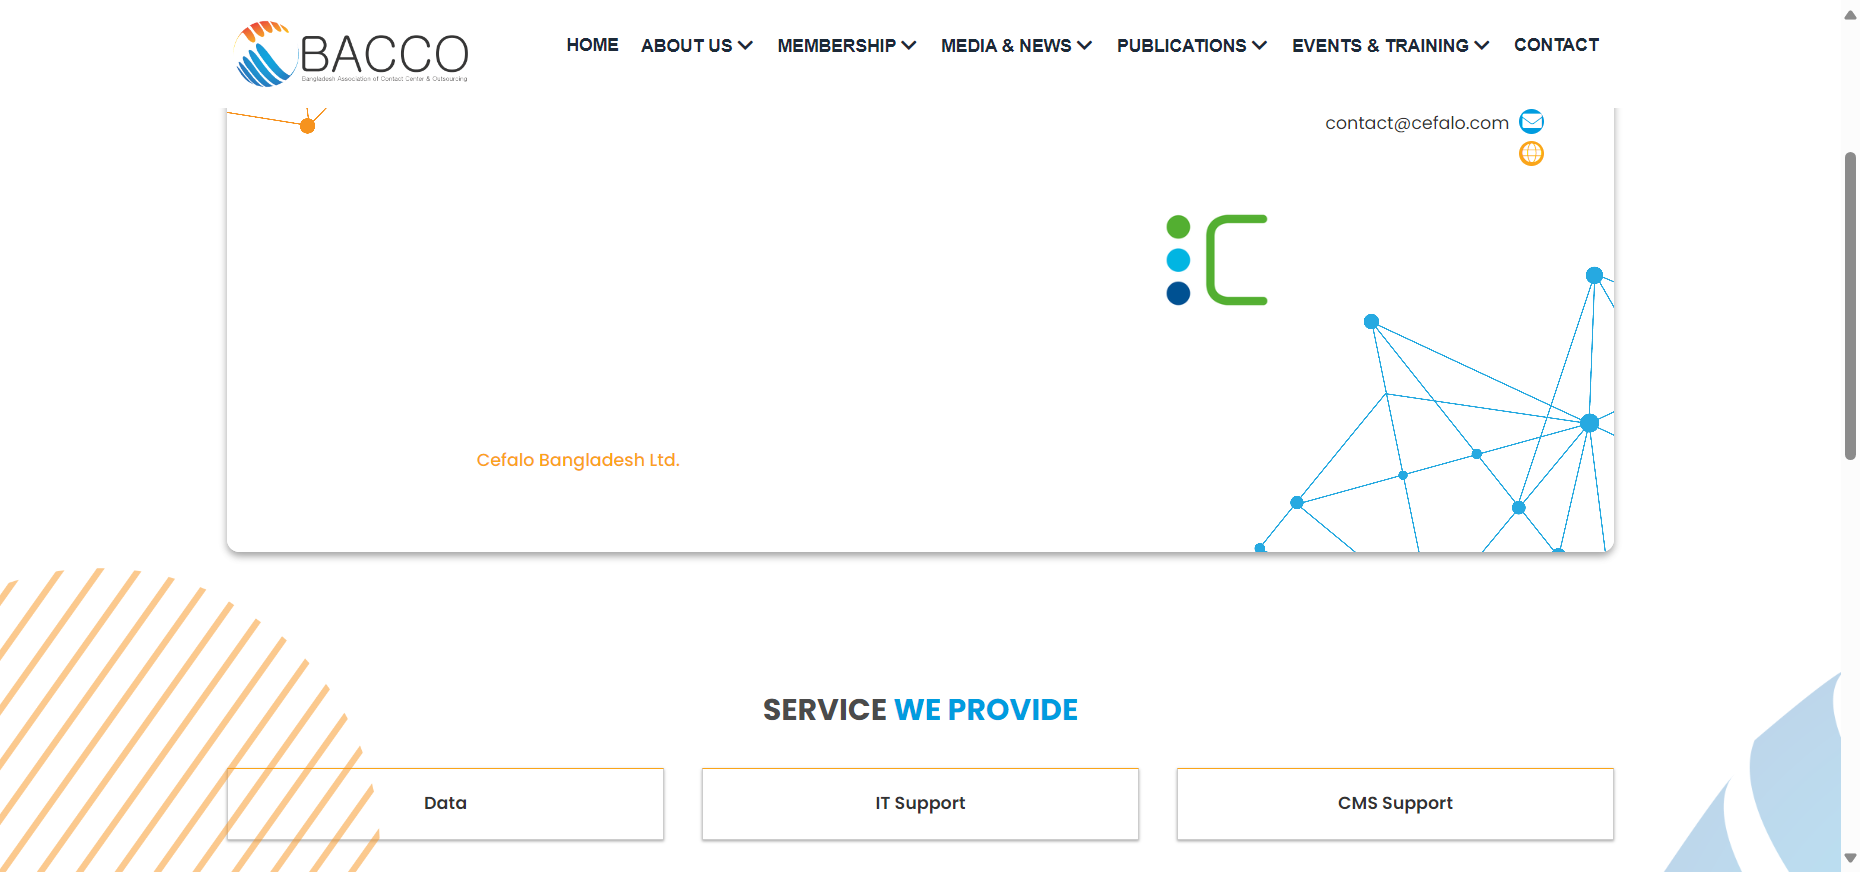 BACCO
Bangladesh Association of Contact Center & Outsourcing
HOME
ABOUT US
MEMBERSHIP
MEDIA & NEWS
PUBLICATIONS
EVENTS & TRAINING
CONTACT
contact@cefalo.com
Cefalo Bangladesh Ltd.
SERVICE WE PROVIDE
Data
IT Support
CMS Support